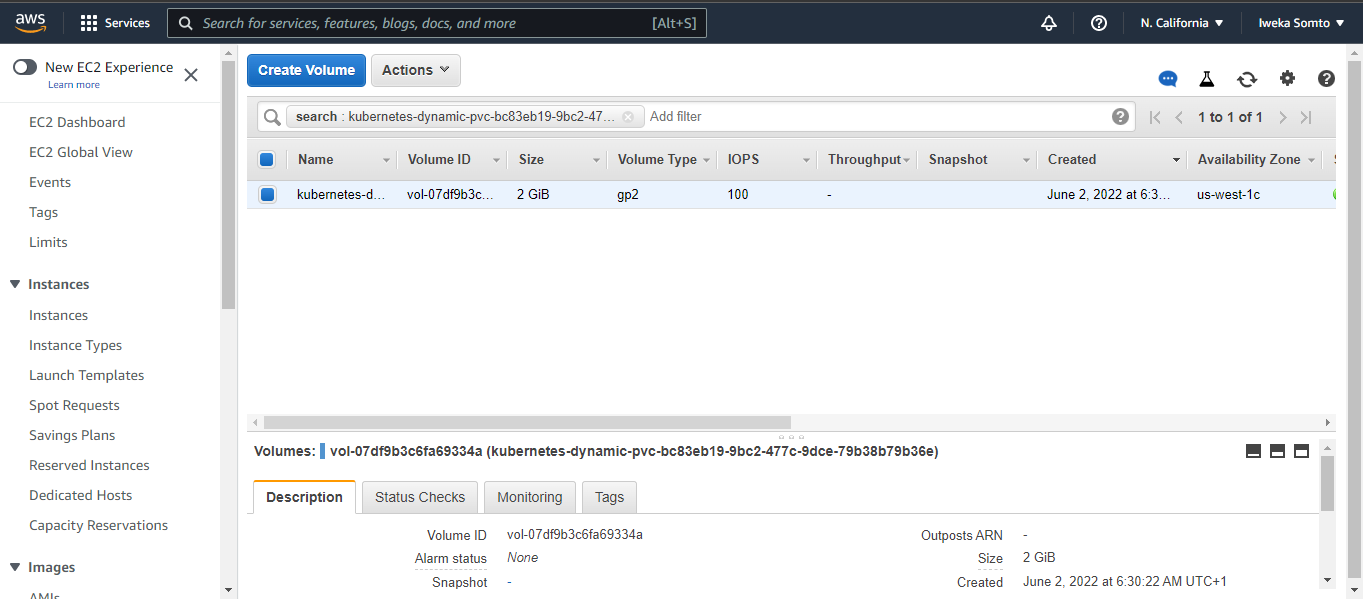 aws Services Search for services, features, blogs, docs, and more [Alt+S] N. California Iweka Somto
New EC2 Experience
Learn more
EC2 Dashboard
EC2 Global View
Events
Tags
Limits
Instances
Instances
Instance Types
Launch Templates
Spot Requests
Savings Plans
Reserved Instances
Dedicated Hosts
Capacity Reservations
Images
AMIs
Create Volume Actions
search : kubernetes-dynamic-pvc-bc83eb19-9bc2-47... Add filter 1 to 1 of 1
Name Volume ID Size Volume Type IOPS Throughput Snapshot Created Availability Zone
kubernetes-d... vol-07df9b3c... 2 GiB gp2 100 - June 2, 2022 at 6:3... us-west-1c
Volumes: vol-07df9b3c6fa69334a (kubernetes-dynamic-pvc-bc83eb19-9bc2-477c-9dce-79b38b79b36e)
Description Status Checks Monitoring Tags
Volume ID vol-07df9b3c6fa69334a Outposts ARN -
Alarm status None Size 2 GiB
Snapshot - Created June 2, 2022 at 6:30:22 AM UTC+1